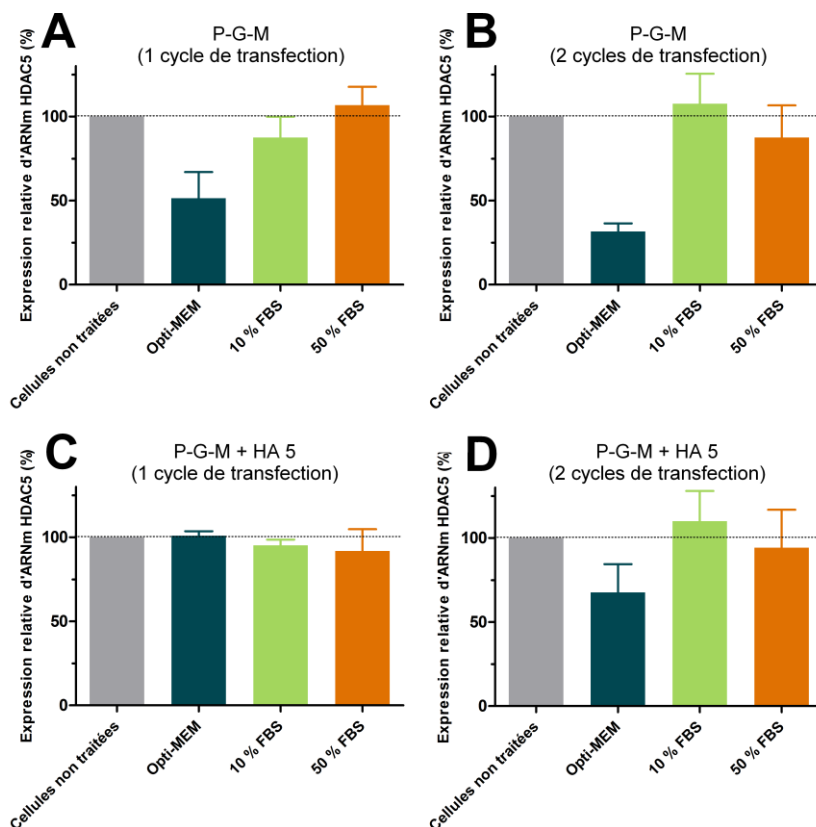 A
P-G-M
(1 cycle de transfection)
Expression relative d'ARNm HDAC5 (%)
100
50
0
Cellules non traitées
Opti-MEM
10 % FBS
50 % FBS
B
P-G-M
(2 cycles de transfection)
Expression relative d'ARNm HDAC5 (%)
100
50
0
Cellules non traitées
Opti-MEM
10 % FBS
50 % FBS
C
P-G-M + HA 5
(1 cycle de transfection)
Expression relative d'ARNm HDAC5 (%)
100
50
0
Cellules non traitées
Opti-MEM
10 % FBS
50 % FBS
D
P-G-M + HA 5
(2 cycles de transfection)
Expression relative d'ARNm HDAC5 (%)
100
50
0
Cellules non traitées
Opti-MEM
10 % FBS
50 % FBS